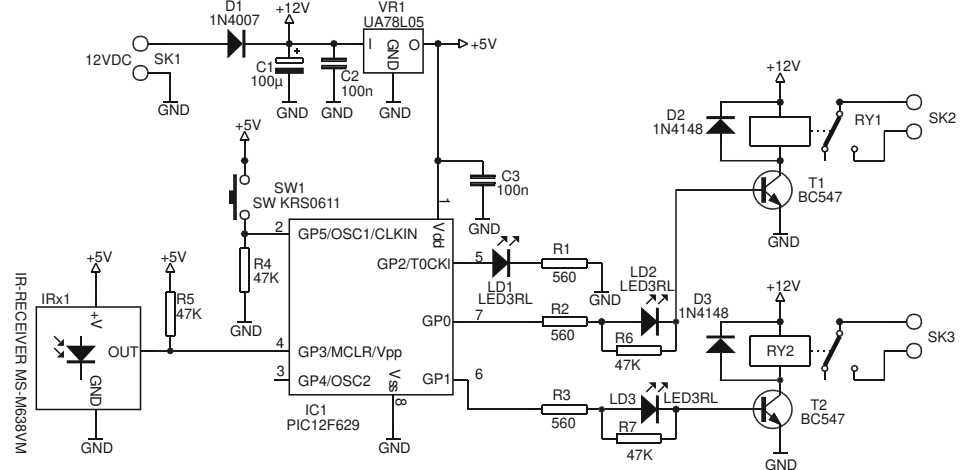 D1
1N4007
+12V
VR1
UA78L05
12VDC
SK1
I
GND
O
+5V
C1
100µ
C2
100n
GND
GND
GND
GND
+5V
SW1
SW KRS0611
C3
100n
GND
+12V
D2
1N4148
RY1
SK2
T1
BC547
GND
1
Vdd
2
GP5/OSC1/CLKIN
R4
47K
GND
GP2/T0CKI
5
LD1
LED3RL
R1
560
GND
LD2
LED3RL
+5V
+5V
R5
47K
IR-RECEIVER MS-M638VM
IRx1
+V
OUT
GND
GND
GP0
7
R2
560
R6
47K
D3
1N4148
+12V
RY2
SK3
4
GP3/MCLR/Vpp
3
GP4/OSC2
Vss
8
GP1
6
IC1
PIC12F629
GND
R3
560
LD3
LED3RL
R7
47K
T2
BC547
GND